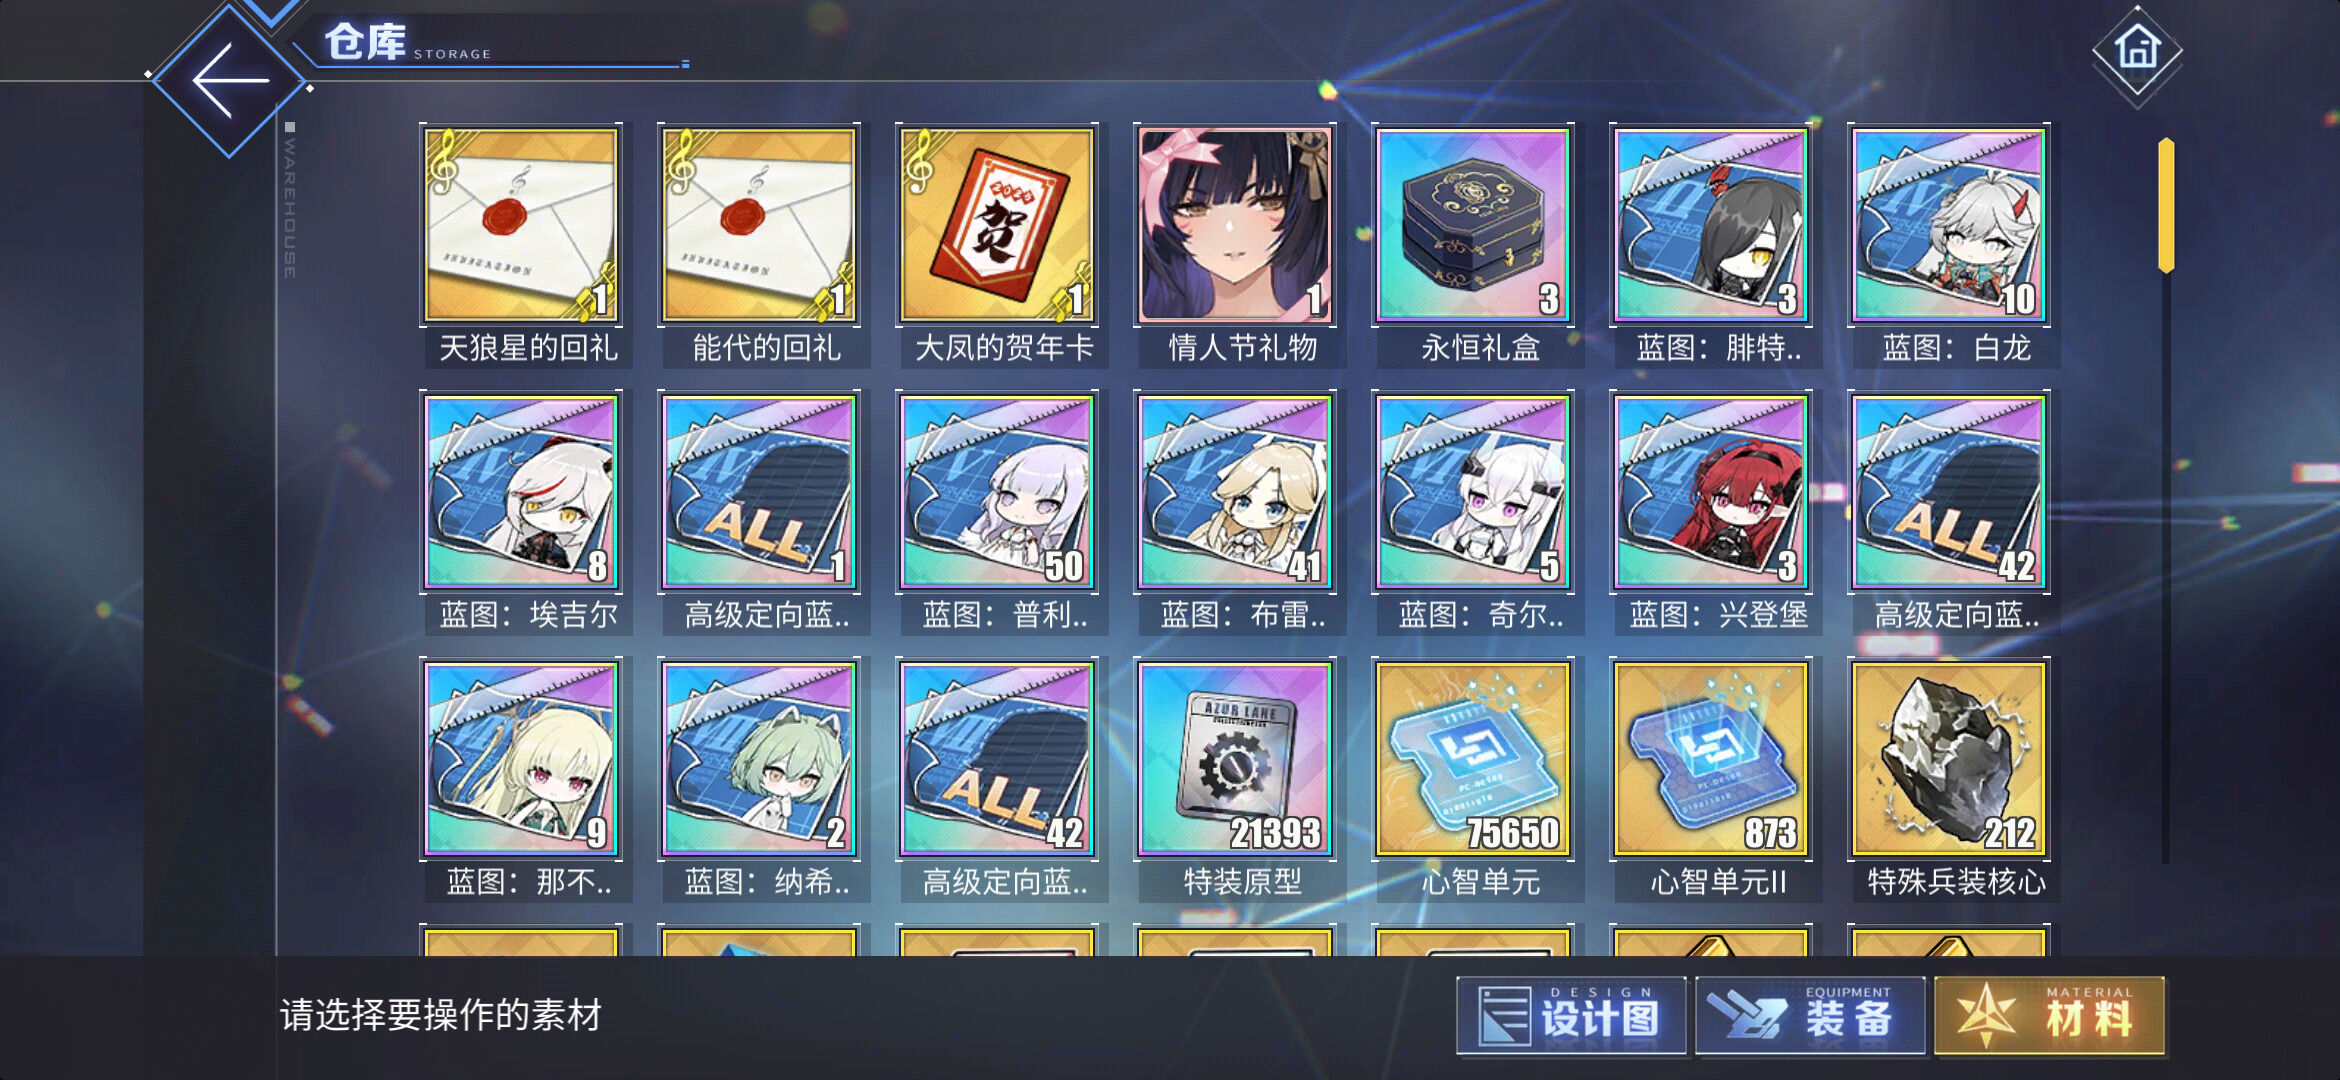 仓库 STORAGE
WAREHOUSE
1 1 1 1 3 3 10
天狼星的回礼 能代的回礼 大凤的贺年卡 情人节礼物 永恒礼盒 蓝图：腓特.. 蓝图：白龙
贺
ALL ALL
8 1 50 41 5 3 42
蓝图：埃吉尔 高级定向蓝.. 蓝图：普利.. 蓝图：布雷.. 蓝图：奇尔.. 蓝图：兴登堡 高级定向蓝..
AZUR LANE
ALL
9 2 42 21393 75650 873 212
蓝图：那不.. 蓝图：纳希.. 高级定向蓝.. 特装原型 心智单元 心智单元II 特殊兵装核心
请选择要操作的素材
DESIGN
设计图
EQUIPMENT
装备
MATERIAL
材料